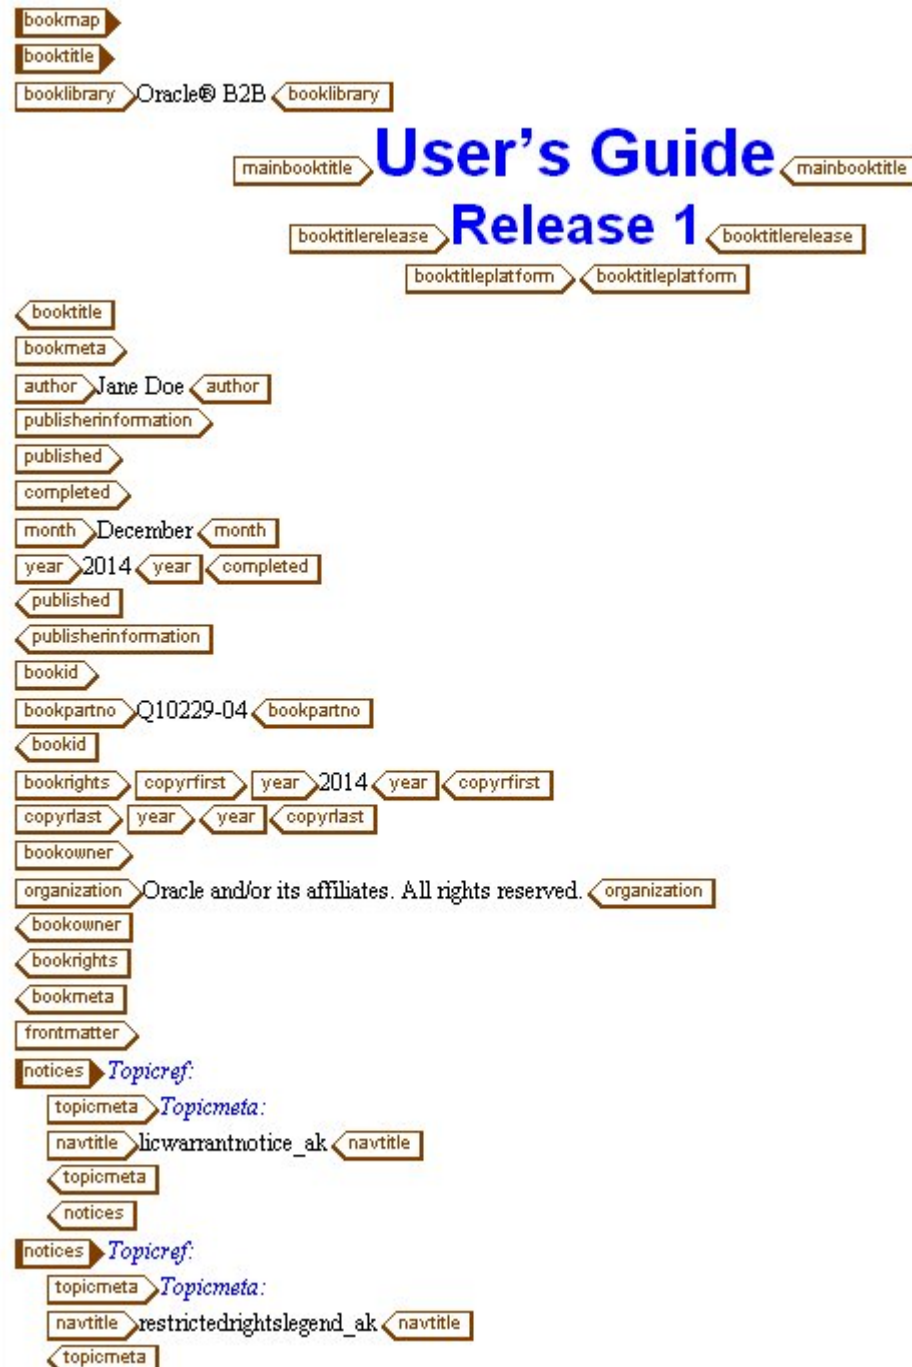 bookmap
booktitle
booklibrary Oracle® B2B booklibrary
mainbooktitle User's Guide mainbooktitle
booktitlerelease Release 1 booktitlerelease
booktitleplatform booktitleplatform
booktitle
bookmeta
author Jane Doe author
publisherinformation
published
completed
month December month
year 2014 year completed
published
publisherinformation
bookid
bookpartno Q10229-04 bookpartno
bookid
bookrights copyrfirst year 2014 year copyrfirst
copyrlast year year copyrlast
bookowner
organization Oracle and/or its affiliates. All rights reserved. organization
bookowner
bookrights
bookmeta
frontmatter
notices Topicref:
topicmeta Topicmeta:
navtitle licwarrantnotice_ak navtitle
topicmeta
notices
notices Topicref:
topicmeta Topicmeta:
navtitle restrictedrightslegend_ak navtitle
topicmeta